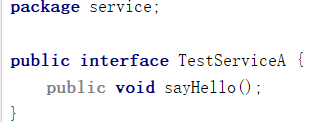 package service;
public interface TestServiceA {
    public void sayHello();
}